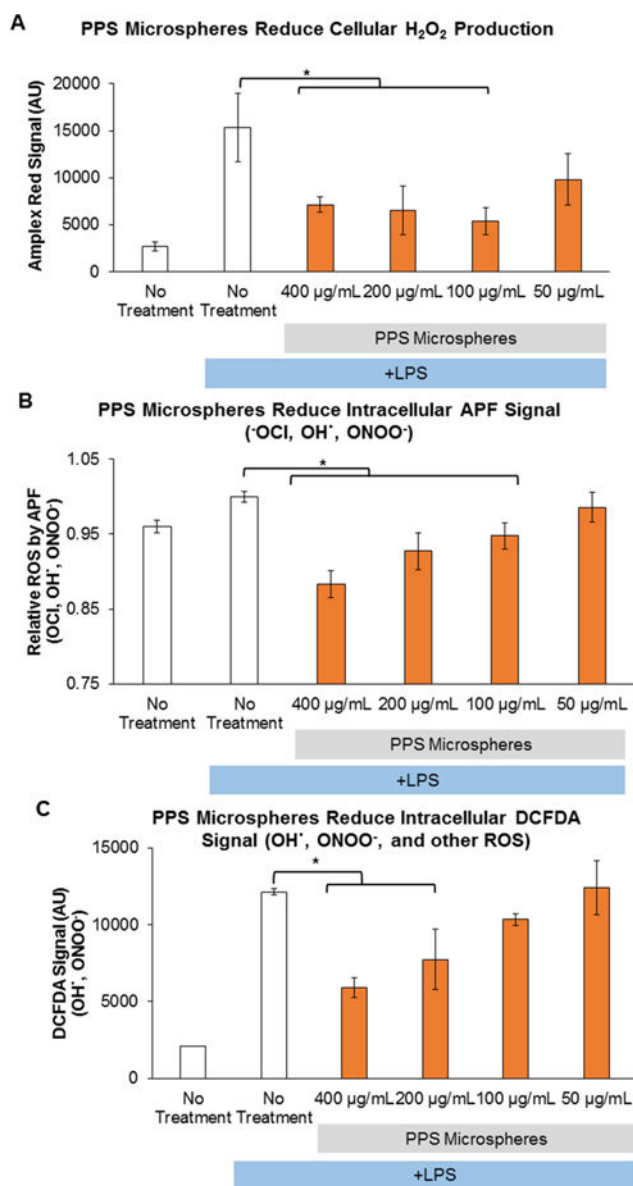 A
PPS Microspheres Reduce Cellular H₂O₂ Production
Amplex Red Signal (AU)
20000
15000
10000
5000
0
*
No Treatment
No Treatment
400 µg/mL
200 µg/mL
100 µg/mL
50 µg/mL
PPS Microspheres
+LPS
B
PPS Microspheres Reduce Intracellular APF Signal
(⁻OCl, OH˙, ONOO⁻)
Relative ROS by APF
(OCl, OH˙, ONOO⁻)
1.05
0.95
0.85
0.75
*
No Treatment
No Treatment
400 µg/mL
200 µg/mL
100 µg/mL
50 µg/mL
PPS Microspheres
+LPS
C
PPS Microspheres Reduce Intracellular DCFDA
Signal (OH˙, ONOO⁻, and other ROS)
DCFDA Signal (AU)
(OH˙, ONOO⁻)
15000
10000
5000
0
*
No Treatment
No Treatment
400 µg/mL
200 µg/mL
100 µg/mL
50 µg/mL
PPS Microspheres
+LPS